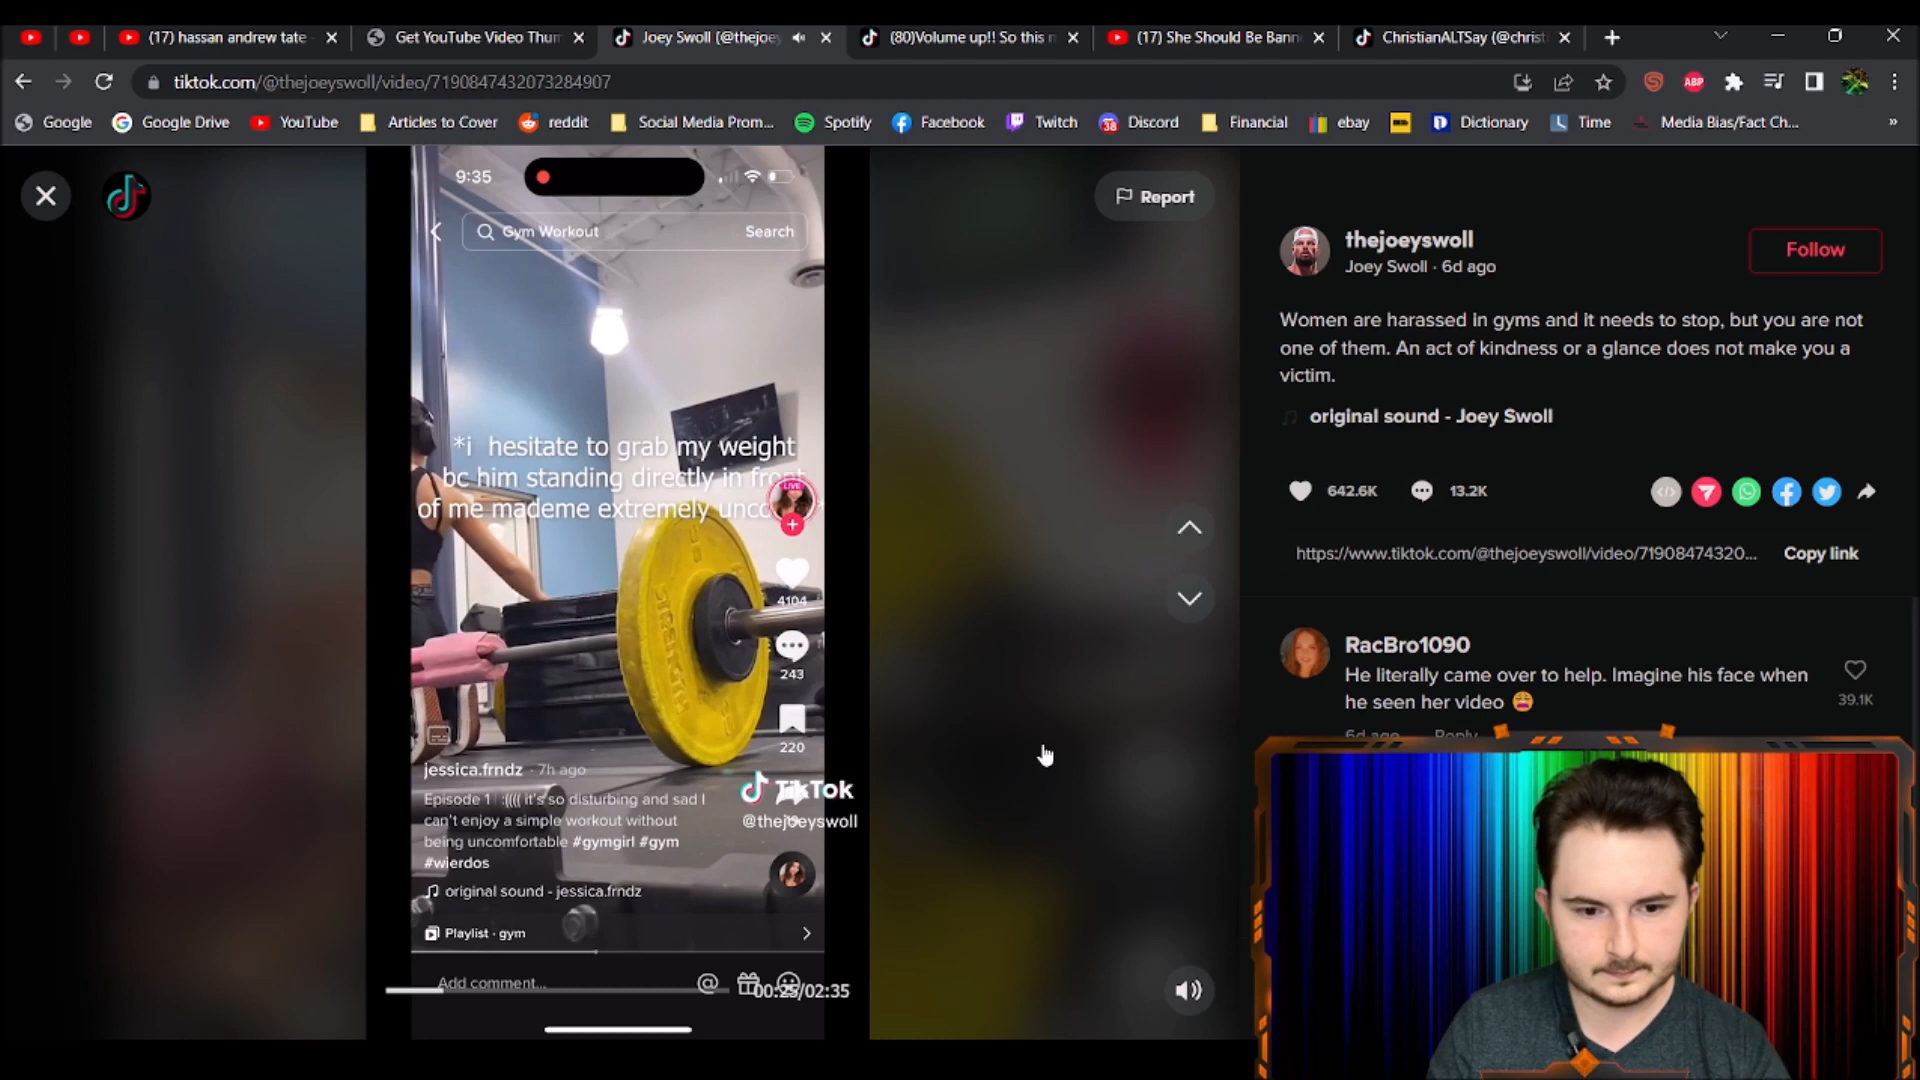 (17) hassan andrew tate -
Get YouTube Video Thum
Joey Swoll (@thejoey
(80)Volume up!! So this m
(17) She Should Be Bann
ChristianALTSay (@christ
tiktok.com/@thejoeyswoll/video/7190847432073284907
ABP
Google
Google Drive
YouTube
Articles to Cover
reddit
Social Media Prom...
Spotify
Facebook
Twitch
38
Discord
Financial
ebay
Dictionary
Time
Media Bias/Fact Ch...
»
9:35
Gym Workout
Search
*i hesitate to grab my weight
bc him standing directly in front
of me mademe extremely unco
LIVE
4104
243
220
STRENGTH
jessica.frndz · 7h ago
Episode 1 :(((( it's so disturbing and sad I
can't enjoy a simple workout without
being uncomfortable #gymgirl #gym
#wierdos
original sound - jessica.frndz
Playlist · gym
Add comment...
TikTok
@thejoeyswoll
00:25/02:35
Report
thejoeyswoll
Joey Swoll · 6d ago
Follow
Women are harassed in gyms and it needs to stop, but you are not
one of them. An act of kindness or a glance does not make you a
victim.
original sound - Joey Swoll
642.6K
13.2K
https://www.tiktok.com/@thejoeyswoll/video/71908474320...
Copy link
RacBro1090
He literally came over to help. Imagine his face when
he seen her video 😩
39.1K
6d ago
Reply